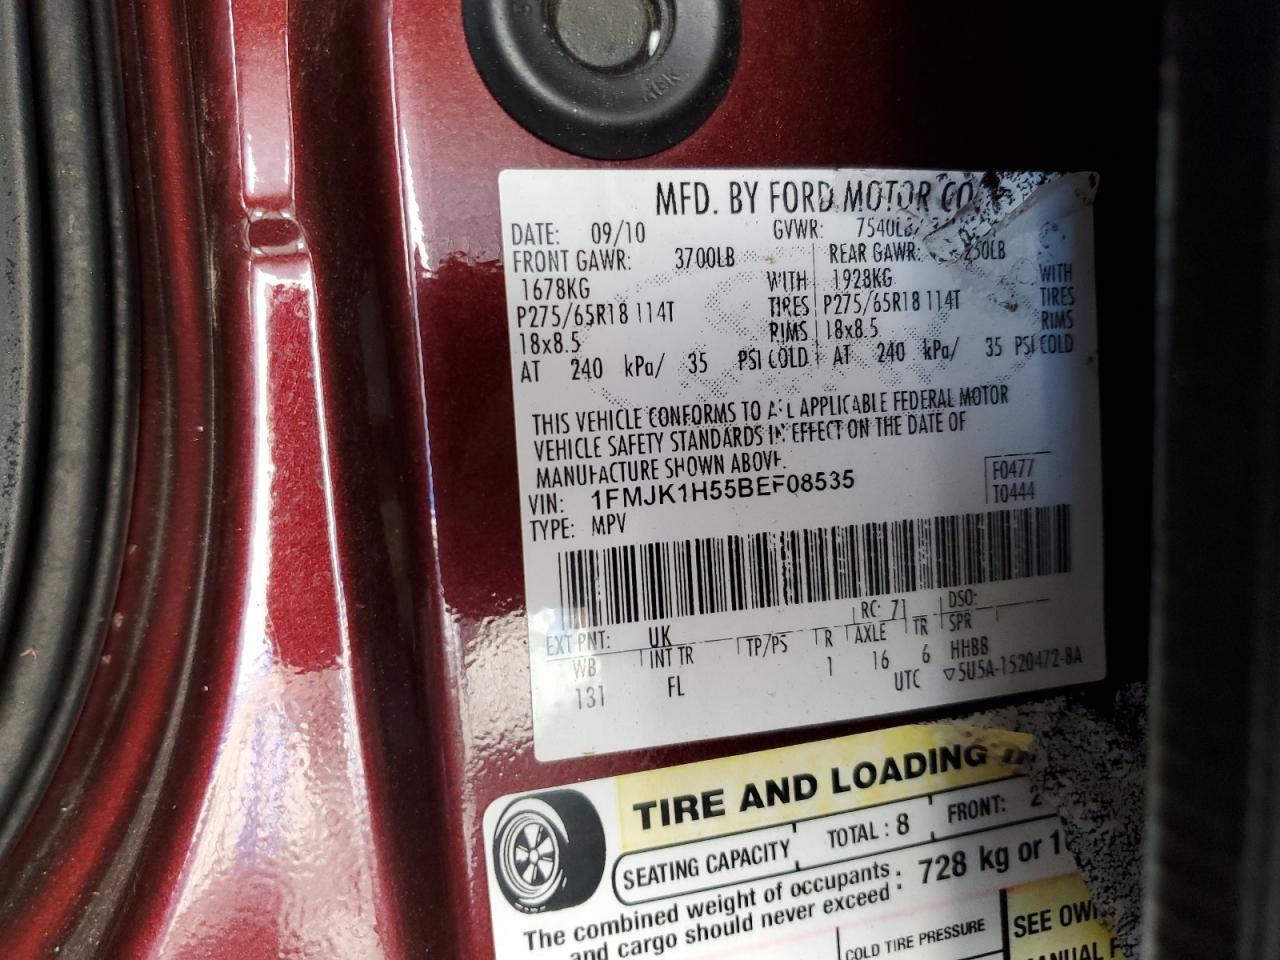 MFD. BY FORD MOTOR CO
DATE: 09/10 GVWR: 7540LB/
FRONT GAWR: 3700LB REAR GAWR: 250LB
1678KG WITH 1928KG WITH
P275/65R18 114T TIRES P275/65R18 114T TIRES
18x8.5 RIMS 18x8.5 RIMS
AT 240 kPa/ 35 PSI COLD AT 240 kPa/ 35 PSI COLD
THIS VEHICLE CONFORMS TO ALL APPLICABLE FEDERAL MOTOR
VEHICLE SAFETY STANDARDS IN EFFECT ON THE DATE OF
MANUFACTURE SHOWN ABOVE.
VIN: 1FMJK1H55BEF08535 F0477
TYPE: MPV T0444
EXT PNT: UK RC: 71 DSO:
WB INT TR TP/PS R AXLE TR SPR
131 FL 1 16 6 HHBB
UTC ▽5U5A-1520472-BA
TIRE AND LOADING IN
SEATING CAPACITY TOTAL : 8 FRONT: 2
The combined weight of occupants : 728 kg or 1
and cargo should never exceed :
COLD TIRE PRESSURE SEE OW
MANUAL F